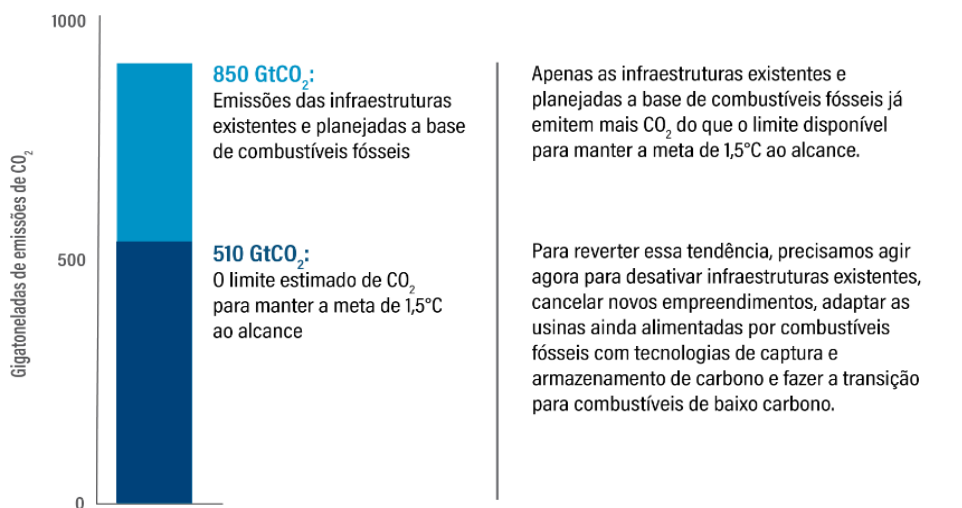 1000
850 GtCO₂:
Emissões das infraestruturas
existentes e planejadas a base
de combustíveis fósseis
Apenas as infraestruturas existentes e
planejadas a base de combustíveis fósseis já
emitem mais CO₂ do que o limite disponível
para manter a meta de 1,5°C ao alcance.
Gigatoneladas de emissões de CO₂
500
510 GtCO₂:
O limite estimado de CO₂
para manter a meta de 1,5°C
ao alcance
Para reverter essa tendência, precisamos agir
agora para desativar infraestruturas existentes,
cancelar novos empreendimentos, adaptar as
usinas ainda alimentadas por combustíveis
fósseis com tecnologias de captura e
armazenamento de carbono e fazer a transição
para combustíveis de baixo carbono.
0